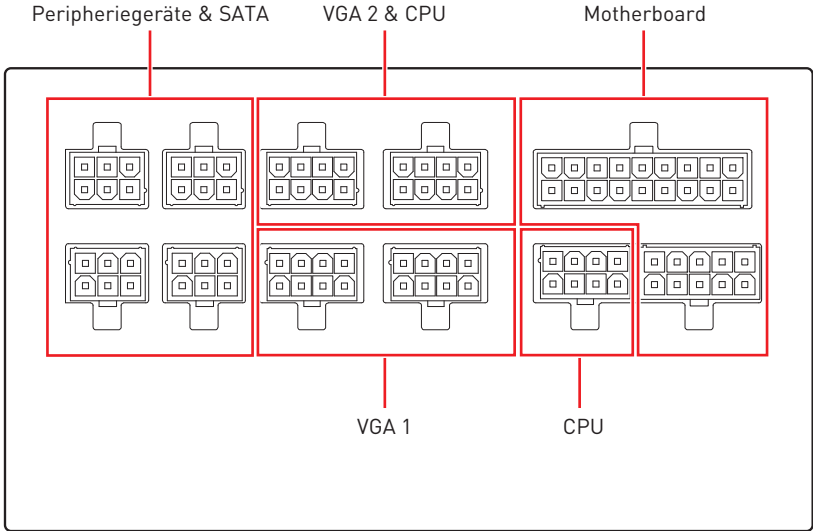 Peripheriegeräte & SATA
VGA 2 & CPU
Motherboard
VGA 1
CPU